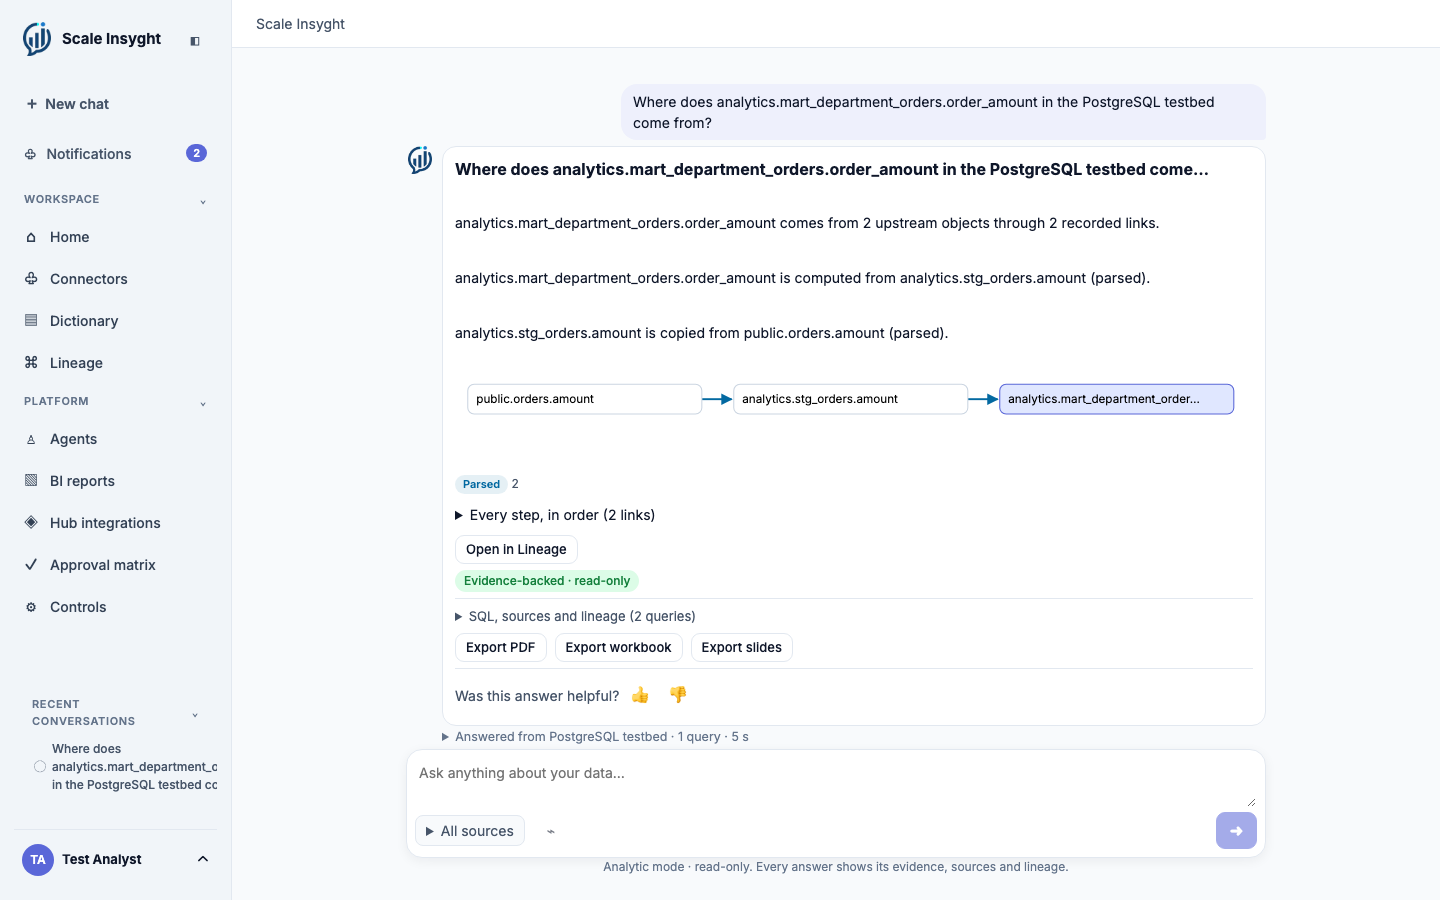 Scale Insyght
Scale Insyght
+ New chat
Notifications 2
WORKSPACE
Home
Connectors
Dictionary
Lineage
PLATFORM
Agents
BI reports
Hub integrations
Approval matrix
Controls
RECENT
CONVERSATIONS
Where does
analytics.mart_department_o
in the PostgreSQL testbed co
TA Test Analyst
Where does analytics.mart_department_orders.order_amount in the PostgreSQL testbed
come from?
Where does analytics.mart_department_orders.order_amount in the PostgreSQL testbed come...
analytics.mart_department_orders.order_amount comes from 2 upstream objects through 2 recorded links.
analytics.mart_department_orders.order_amount is computed from analytics.stg_orders.amount (parsed).
analytics.stg_orders.amount is copied from public.orders.amount (parsed).
public.orders.amount analytics.stg_orders.amount analytics.mart_department_order...
Parsed 2
Every step, in order (2 links)
Open in Lineage
Evidence-backed · read-only
SQL, sources and lineage (2 queries)
Export PDF Export workbook Export slides
Was this answer helpful?
Answered from PostgreSQL testbed · 1 query · 5 s
Ask anything about your data...
All sources
Analytic mode · read-only. Every answer shows its evidence, sources and lineage.